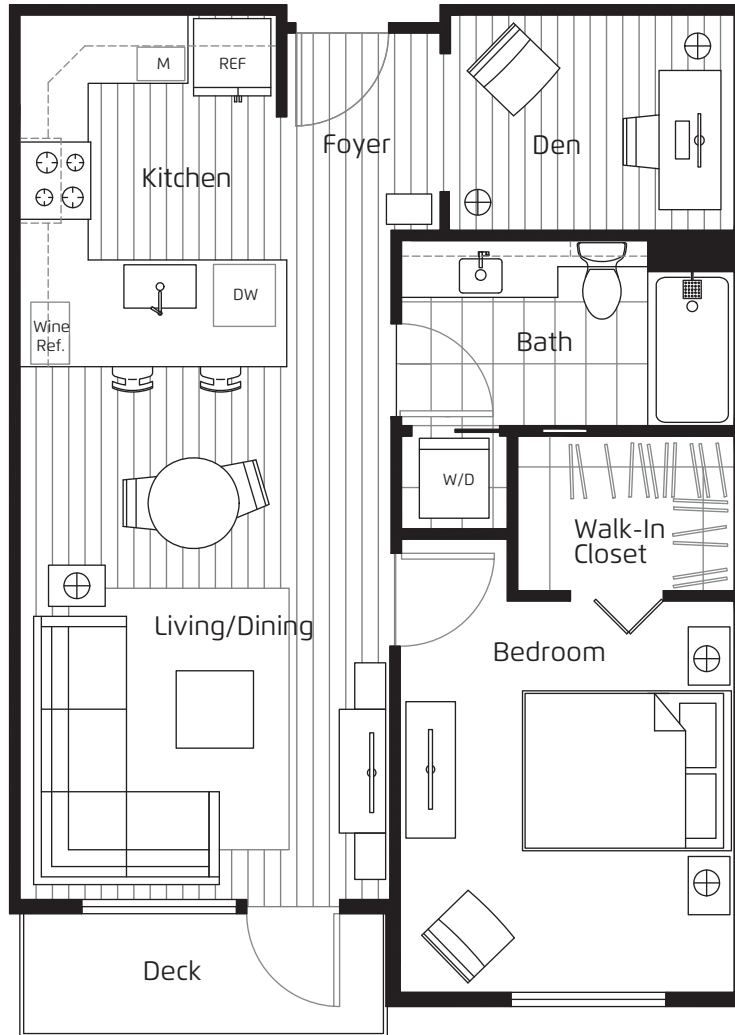 M
REF
Foyer
Den
Kitchen
DW
Wine
Ref.
Bath
W/D
Walk-In
Closet
Living/Dining
Bedroom
Deck